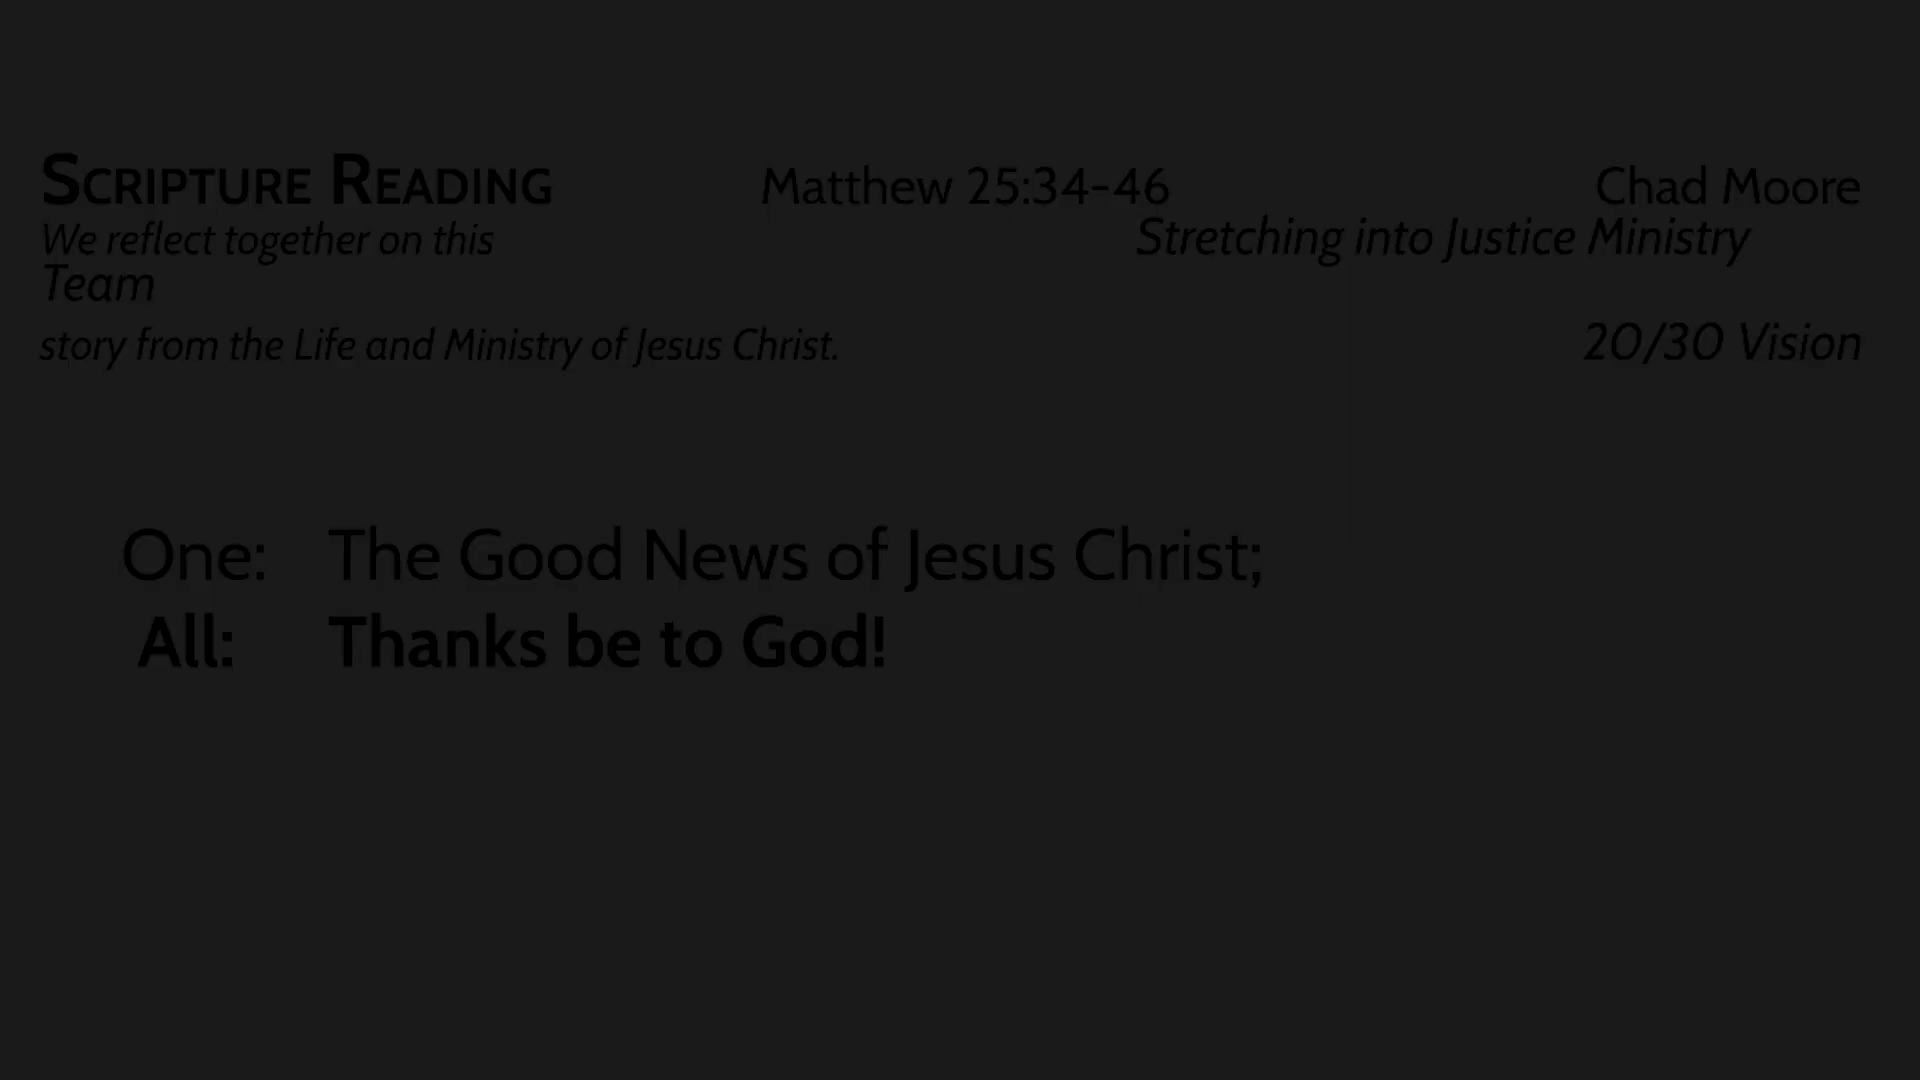 Scripture Reading Matthew 25:34-46 Chad Moore
We reflect together on this Stretching into Justice Ministry
Team
story from the Life and Ministry of Jesus Christ. 20/30 Vision
One: The Good News of Jesus Christ;
All: Thanks be to God!